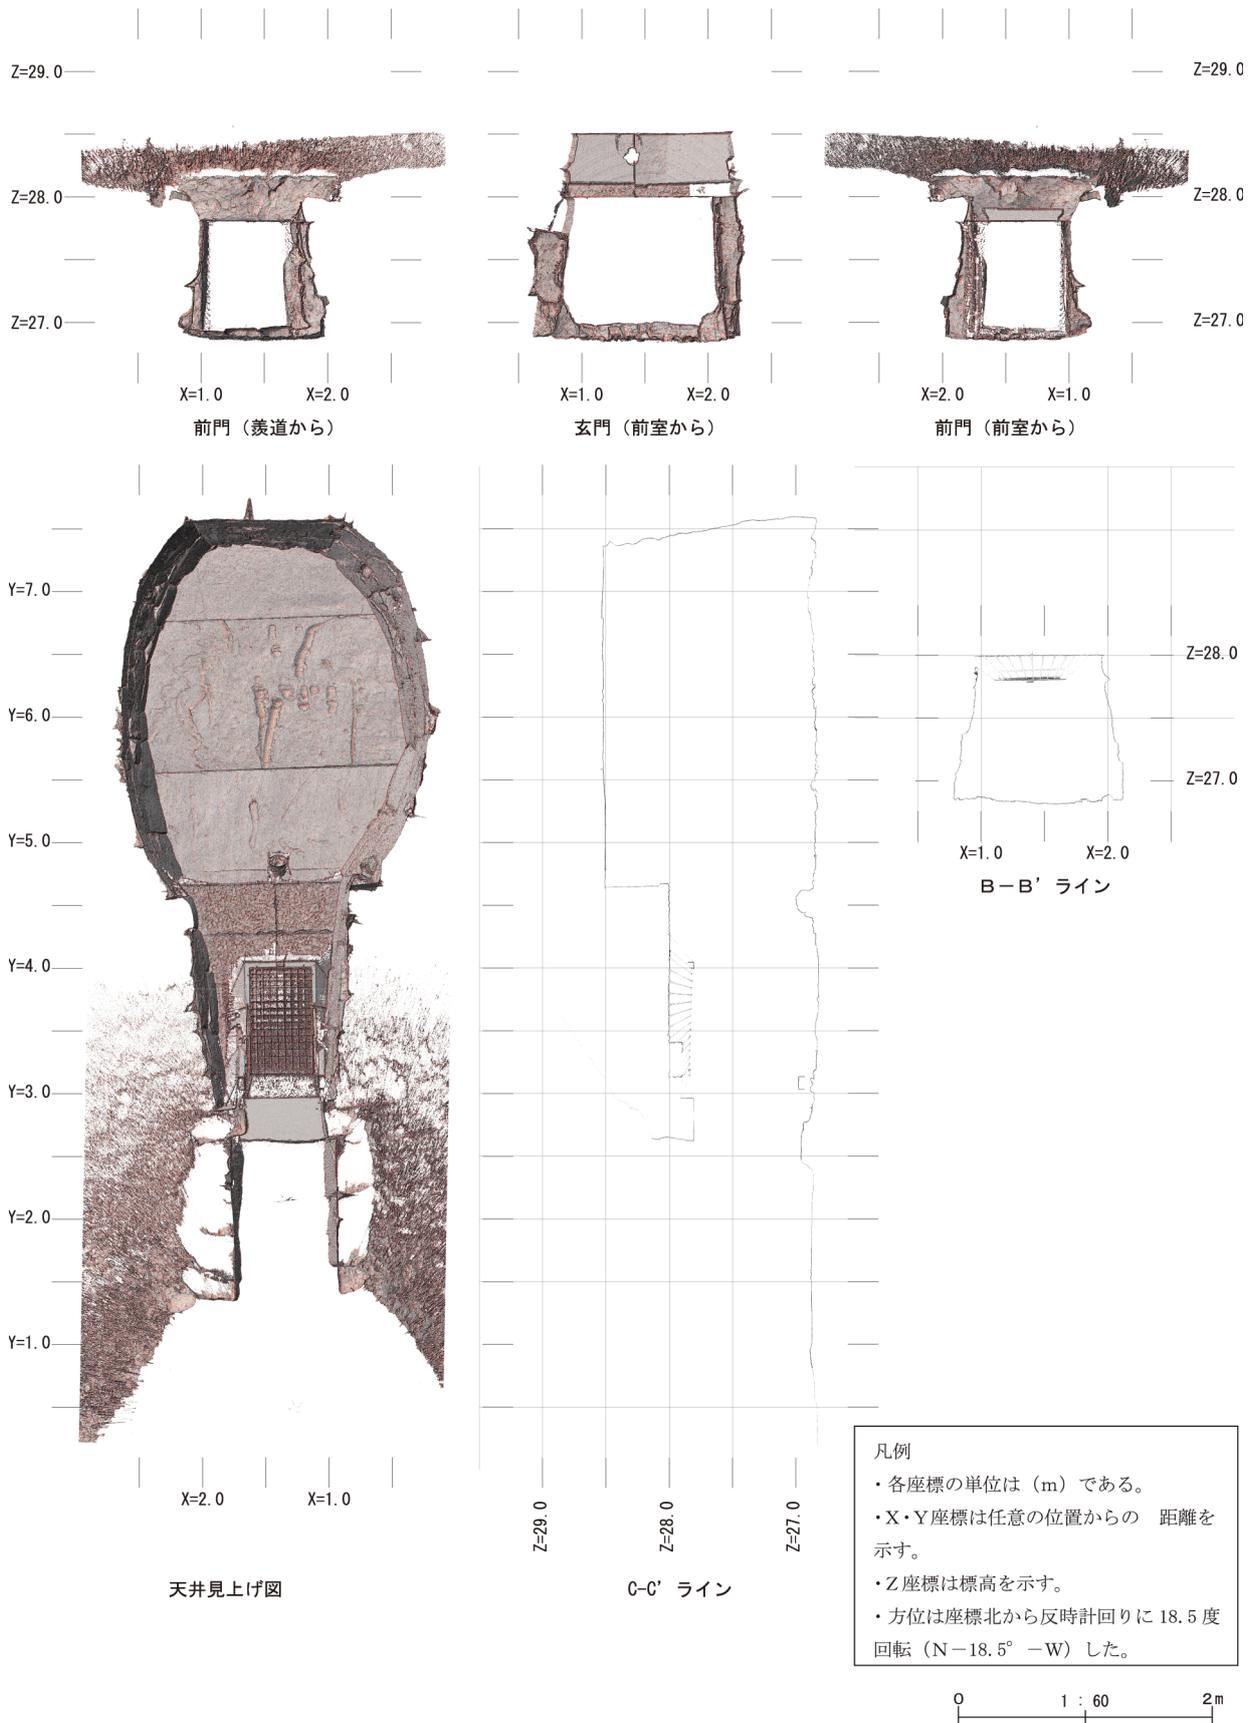 Z=29.0
Z=29.0
Z=28.0
Z=28.0
Z=27.0
Z=27.0
X=1.0 X=2.0 X=1.0 X=2.0 X=2.0 X=1.0
前門（羨道から） 玄門（前室から） 前門（前室から）
Y=7.0
Y=6.0
Y=5.0
Y=4.0
Y=3.0
Y=2.0
Y=1.0
X=2.0 X=1.0
天井見上げ図
Z=29.0
Z=28.0
Z=27.0
C-C’ ライン
Z=28.0
Z=27.0
X=1.0 X=2.0
B－B’ ライン
凡例
・各座標の単位は（m）である。
・X・Y座標は任意の位置からの　距離を
示す。
・Z座標は標高を示す。
・方位は座標北から反時計回りに 18.5 度
回転（N－18.5°－W）した。
0 1 : 60 2m